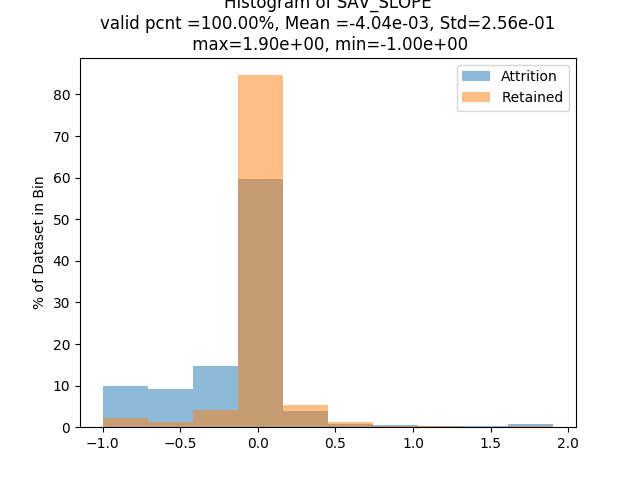 Histogram of SAV_SLOPE
valid pcnt =100.00%, Mean =-4.04e-03, Std=2.56e-01
max=1.90e+00, min=-1.00e+00
Attrition
Retained
% of Dataset in Bin
80
70
60
50
40
30
20
10
0
−1.0 −0.5 0.0 0.5 1.0 1.5 2.0